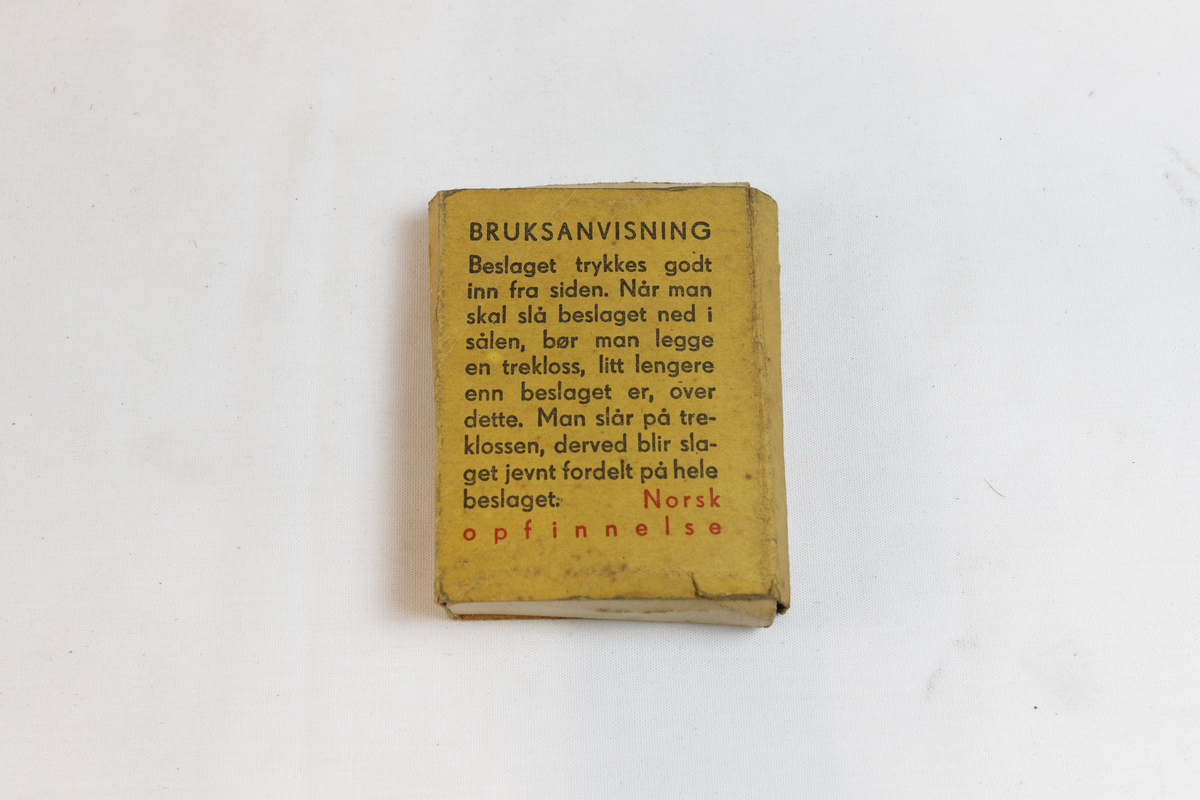 BRUKSANVISNING
Beslaget trykkes godt
inn fra siden. Når man
skal slå beslaget ned i
sålen, bør man legge
en trekloss, litt lengere
enn beslaget er, over
dette. Man slår på tre-
klossen, derved blir sla-
get jevnt fordelt på hele
beslaget. Norsk
opfinnelse